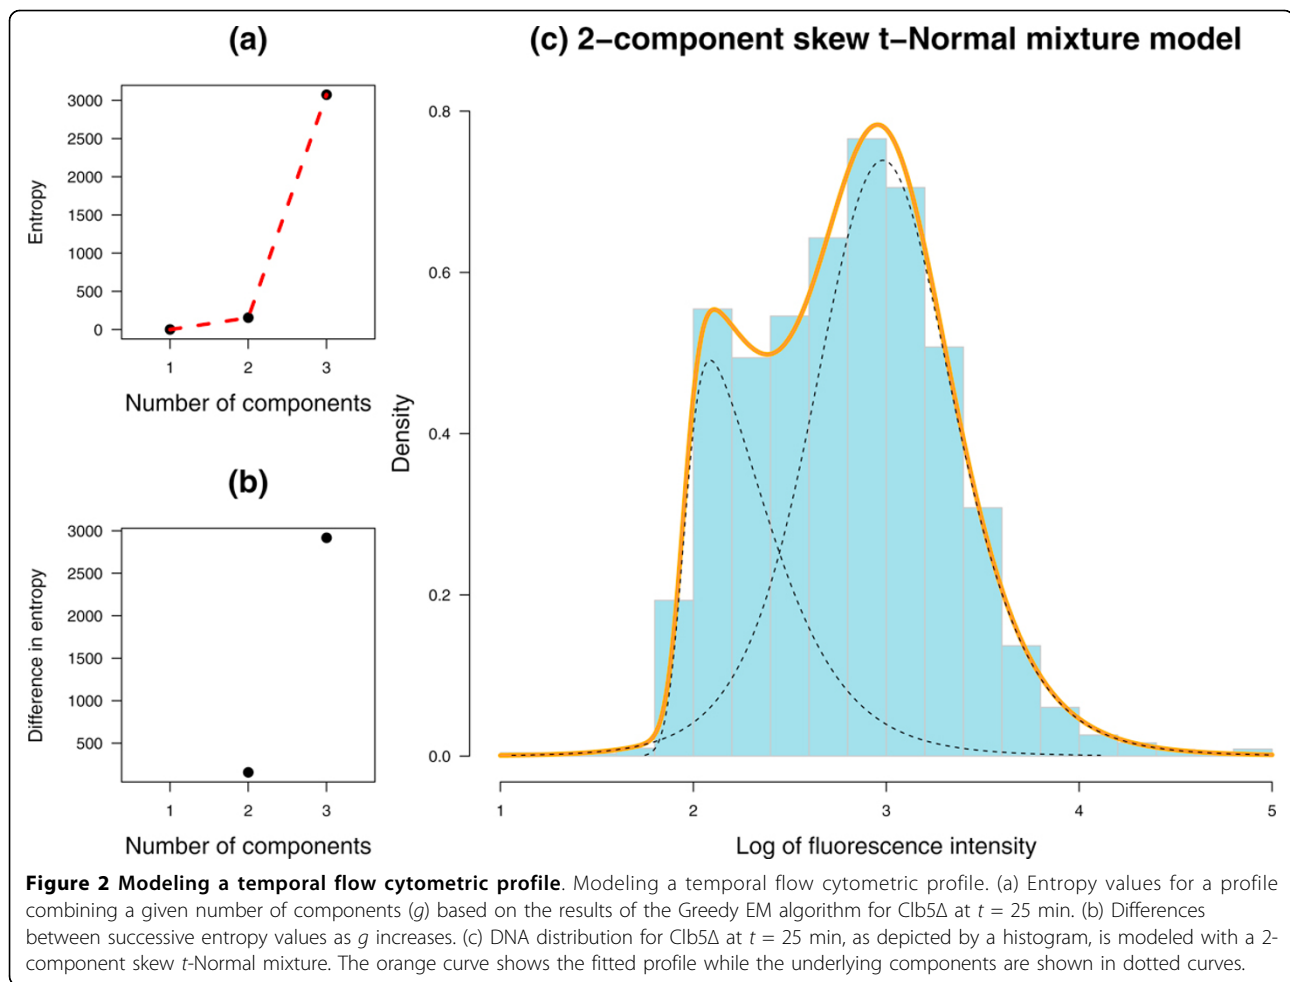 (a)
3000
2500
2000
1500
1000
500
0
Entropy
1 2 3
Number of components
(b)
3000
2500
2000
1500
1000
500
Difference in entropy
1 2 3
Number of components
(c) 2−component skew t−Normal mixture model
0.8
0.6
0.4
0.2
0.0
Density
1 2 3 4 5
Log of fluorescence intensity
Figure 2 Modeling a temporal flow cytometric profile. Modeling a temporal flow cytometric profile. (a) Entropy values for a profile
combining a given number of components (g) based on the results of the Greedy EM algorithm for Clb5Δ at t = 25 min. (b) Differences
between successive entropy values as g increases. (c) DNA distribution for Clb5Δ at t = 25 min, as depicted by a histogram, is modeled with a 2-
component skew t-Normal mixture. The orange curve shows the fitted profile while the underlying components are shown in dotted curves.